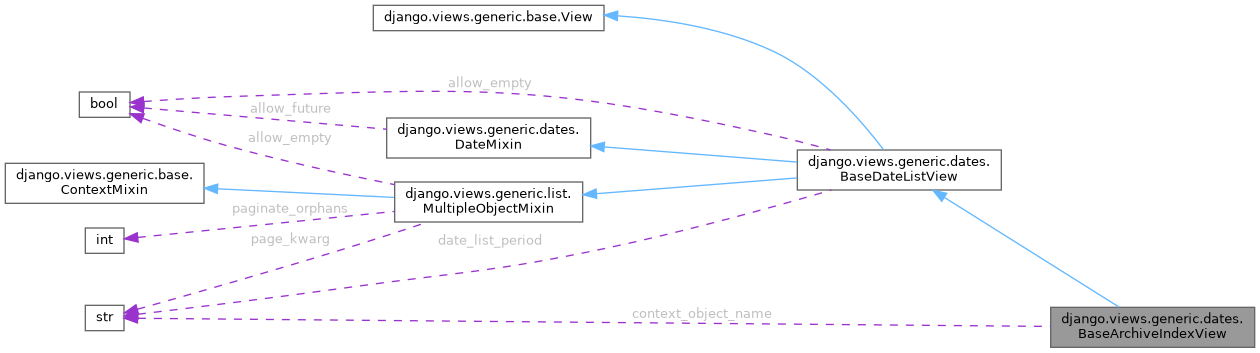 django.views.generic.base.View
allow_empty
bool
allow_future
django.views.generic.dates.
DateMixin
allow_empty
django.views.generic.dates.
BaseDateListView
django.views.generic.base.
ContextMixin
django.views.generic.list.
MultipleObjectMixin
paginate_orphans
int
page_kwarg
date_list_period
str
context_object_name
django.views.generic.dates.
BaseArchiveIndexView